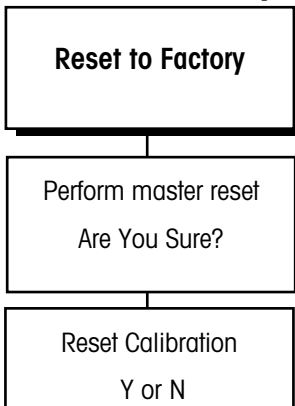 Reset to Factory
Perform master reset
Are You Sure?
Reset Calibration
Y or N